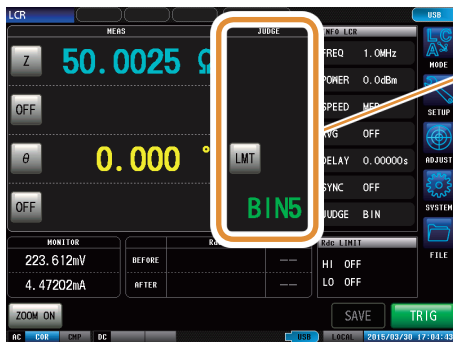 LCR
USB
MEAS
JUDGE
INFO LCR
Z
50.0025 Ω
FREQ 1.0MHz
MODE
OFF
POWER 0.0dBm
SPEED MED
SETUP
AVG OFF
θ
0.000 °
LMT
DELAY 0.00000s
ADJUST
SYNC OFF
OFF
BIN5
JUDGE BIN
SYSTEM
MONITOR
Rdc LIMIT
223.612mV
BEFORE
----
HI OFF
FILE
4.47202mA
AFTER
----
LO OFF
ZOOM ON
SAVE
TRIG
AC COR CMP DC
USB
LOCAL
2015/03/30 17:04:43